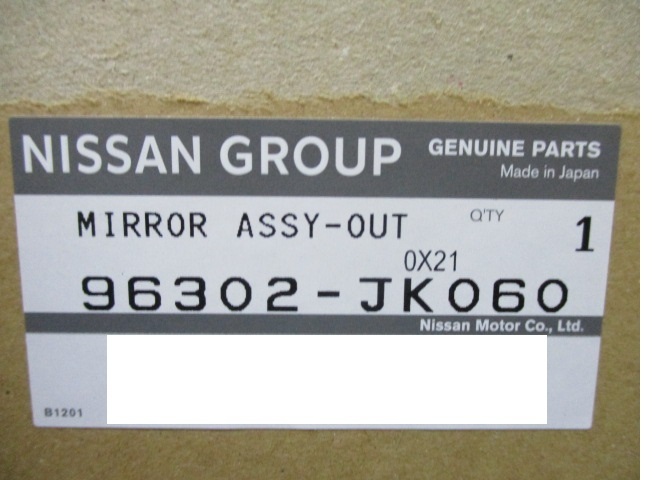 NISSAN GROUP GENUINE PARTS
Made in Japan
MIRROR ASSY-OUT Q'TY 1
0X21
96302-JK060
Nissan Motor Co., Ltd.
B1201